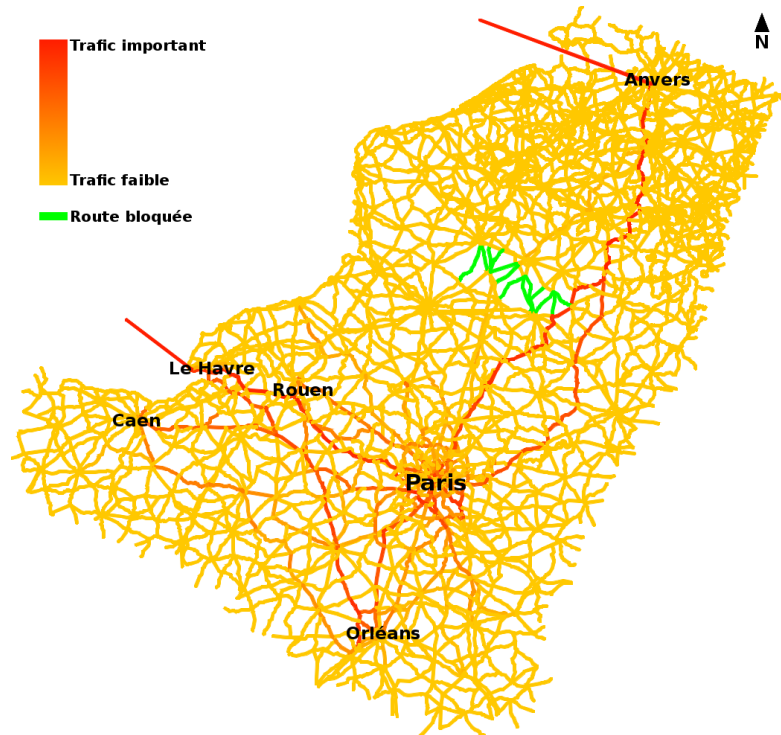 Trafic important
N
Anvers
Trafic faible
Route bloquée
Le Havre
Rouen
Caen
Paris
Orléans